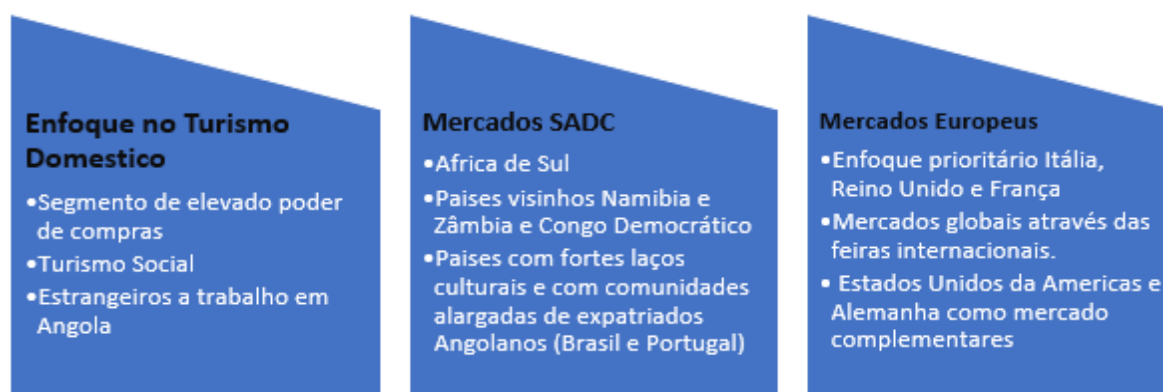 Enfoque no Turismo
Domestico
•Segmento de elevado poder
de compras
•Turismo Social
•Estrangeiros a trabalho em
Angola
Mercados SADC
•Africa de Sul
•Paises visinhos Namibia e
Zâmbia e Congo Democrático
•Paises com fortes laços
culturais e com comunidades
alargadas de expatriados
Angolanos (Brasil e Portugal)
Mercados Europeus
•Enfoque prioritário Itália,
Reino Unido e França
•Mercados globais através das
feiras internacionais.
• Estados Unidos da Americas e
Alemanha como mercado
complementares